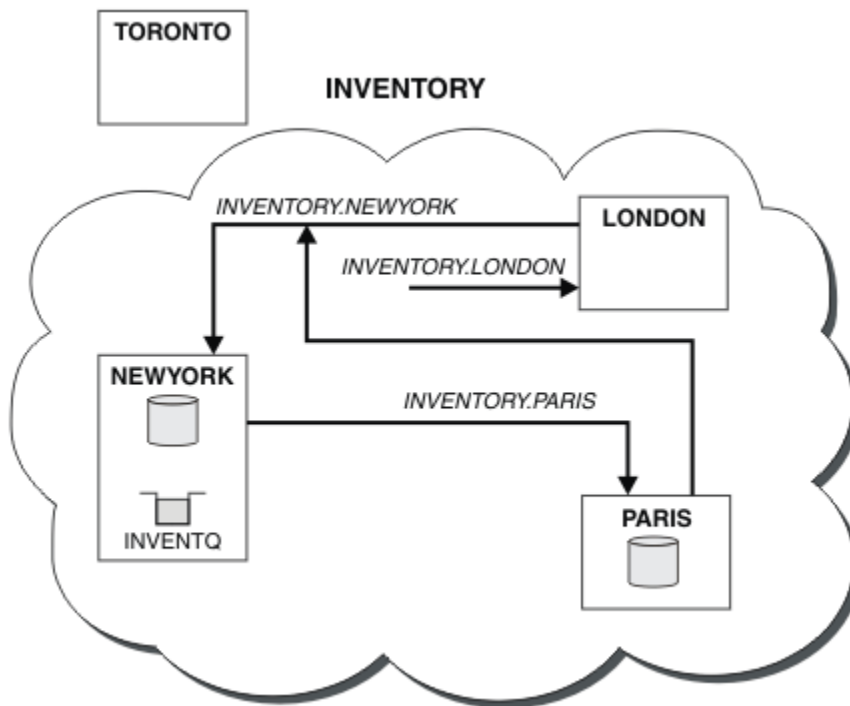 TORONTO
INVENTORY
INVENTORY.NEWYORK
LONDON
INVENTORY.LONDON
NEWYORK
INVENTORY.PARIS
INVENTQ
PARIS